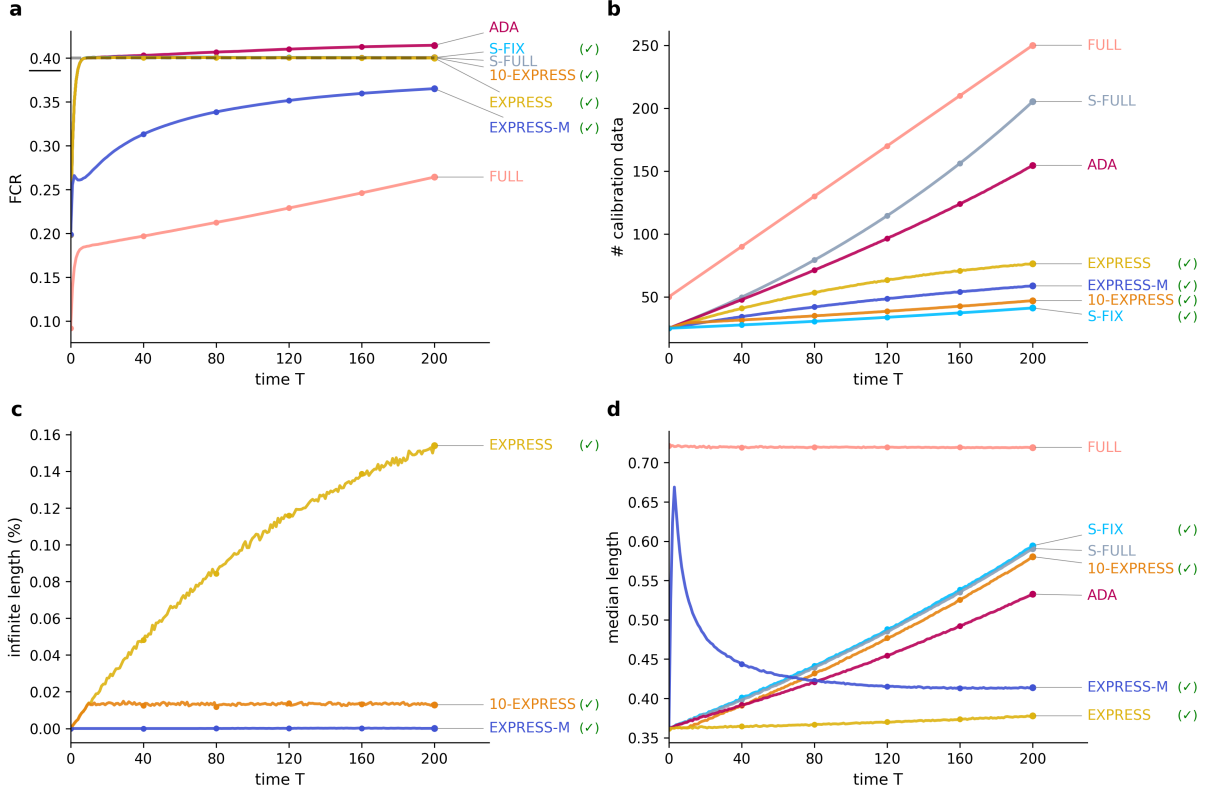 a
FCR
0.40
0.35
0.30
0.25
0.20
0.15
0.10
0 40 80 120 160 200
time T
ADA
S-FIX (✓)
S-FULL
10-EXPRESS (✓)
EXPRESS (✓)
EXPRESS-M (✓)
FULL
b
# calibration data
250
200
150
100
50
0 40 80 120 160 200
time T
FULL
S-FULL
ADA
EXPRESS (✓)
EXPRESS-M (✓)
10-EXPRESS (✓)
S-FIX (✓)
c
infinite length (%)
0.16
0.14
0.12
0.10
0.08
0.06
0.04
0.02
0.00
0 40 80 120 160 200
time T
EXPRESS (✓)
10-EXPRESS (✓)
EXPRESS-M (✓)
d
median length
0.70
0.65
0.60
0.55
0.50
0.45
0.40
0.35
0 40 80 120 160 200
time T
FULL
S-FIX (✓)
S-FULL
10-EXPRESS (✓)
ADA
EXPRESS-M (✓)
EXPRESS (✓)